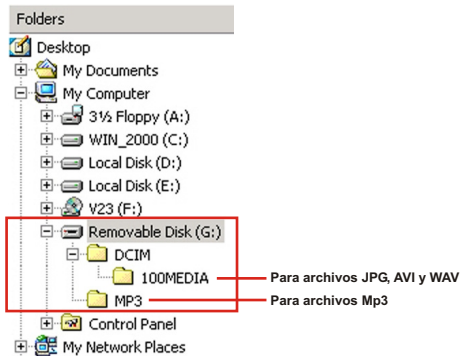 Folders
Desktop
My Documents
My Computer
3½ Floppy (A:)
WIN_2000 (C:)
Local Disk (D:)
Local Disk (E:)
V23 (F:)
Removable Disk (G:)
DCIM
100MEDIA Para archivos JPG, AVI y WAV
MP3 Para archivos Mp3
Control Panel
My Network Places